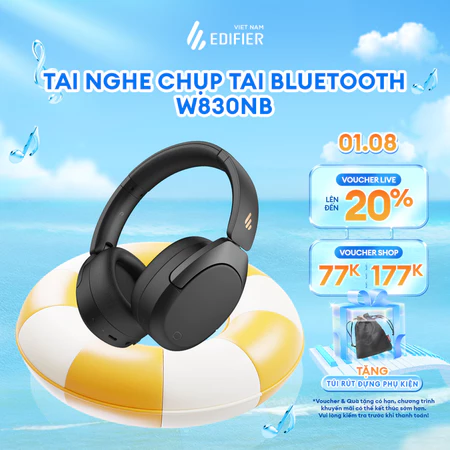 VIỆT NAM
EDIFIER
TAI NGHE CHỤP TAI BLUETOOTH
W830NB
01.08
VOUCHER LIVE
LÊN ĐẾN 20%
VOUCHER SHOP
77K 177K
TẶNG
TÚI RÚT ĐỰNG PHỤ KIỆN
*Voucher & Quà tặng có hạn, chương trình
khuyến mãi có thể kết thúc sớm hạn.
Vui lòng kiểm tra trước khi thanh toán!